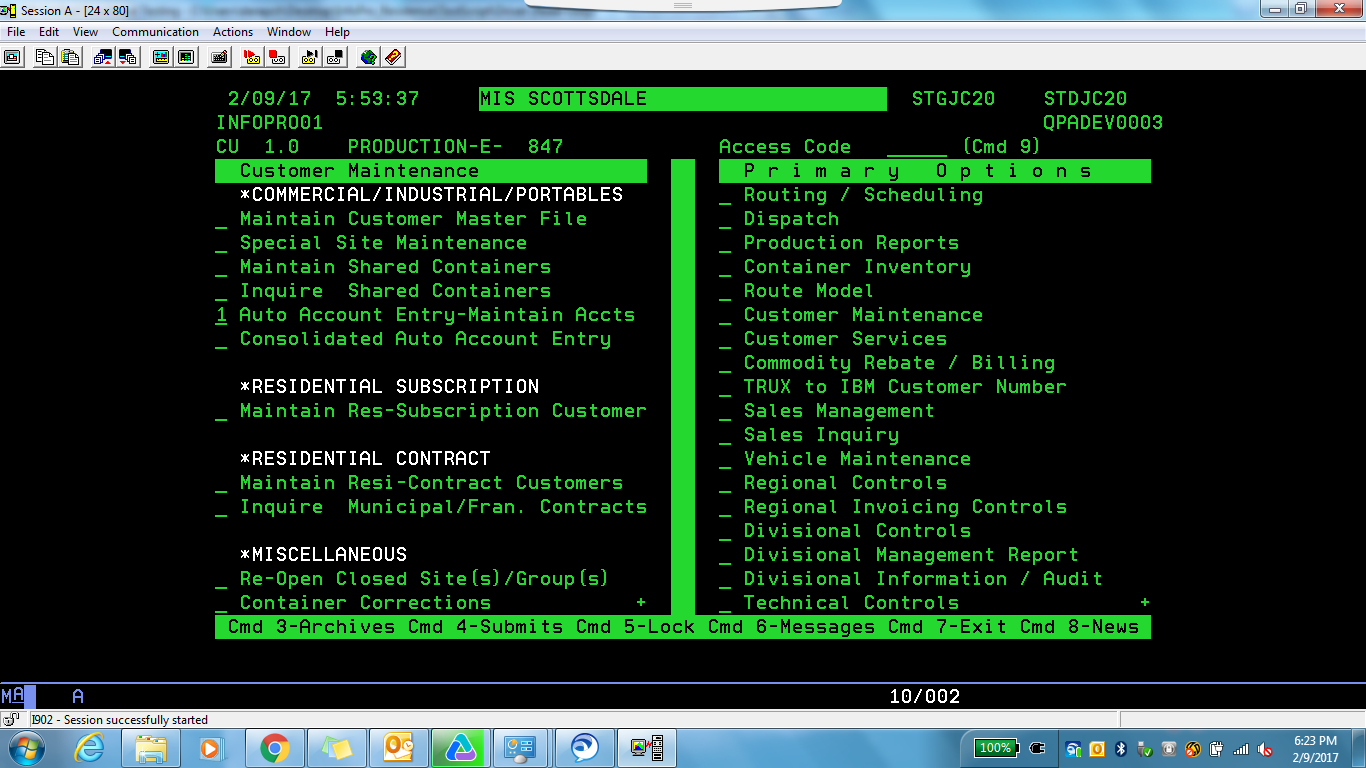 Session A - [24 x 80]
File Edit View Communication Actions Window Help
2/09/17 5:53:37 MIS SCOTTSDALE STGJC20 STDJC20
INFOPRO01 QPADEV0003
CU 1.0 PRODUCTION-E- 847 Access Code ______ (Cmd 9)
Customer Maintenance P r i m a r y O p t i o n s
*COMMERCIAL/INDUSTRIAL/PORTABLES _ Routing / Scheduling
_ Maintain Customer Master File _ Dispatch
_ Special Site Maintenance _ Production Reports
_ Maintain Shared Containers _ Container Inventory
_ Inquire Shared Containers _ Route Model
1 Auto Account Entry-Maintain Accts _ Customer Maintenance
_ Consolidated Auto Account Entry _ Customer Services
_ Commodity Rebate / Billing
*RESIDENTIAL SUBSCRIPTION _ TRUX to IBM Customer Number
_ Maintain Res-Subscription Customer _ Sales Management
_ Sales Inquiry
*RESIDENTIAL CONTRACT _ Vehicle Maintenance
_ Maintain Resi-Contract Customers _ Regional Controls
_ Inquire Municipal/Fran. Contracts _ Regional Invoicing Controls
_ Divisional Controls
*MISCELLANEOUS _ Divisional Management Report
_ Re-Open Closed Site(s)/Group(s) _ Divisional Information / Audit
_ Container Corrections + _ Technical Controls +
Cmd 3-Archives Cmd 4-Submits Cmd 5-Lock Cmd 6-Messages Cmd 7-Exit Cmd 8-News
MA A 10/002
I902 - Session successfully started
100% 6:23 PM
2/9/2017